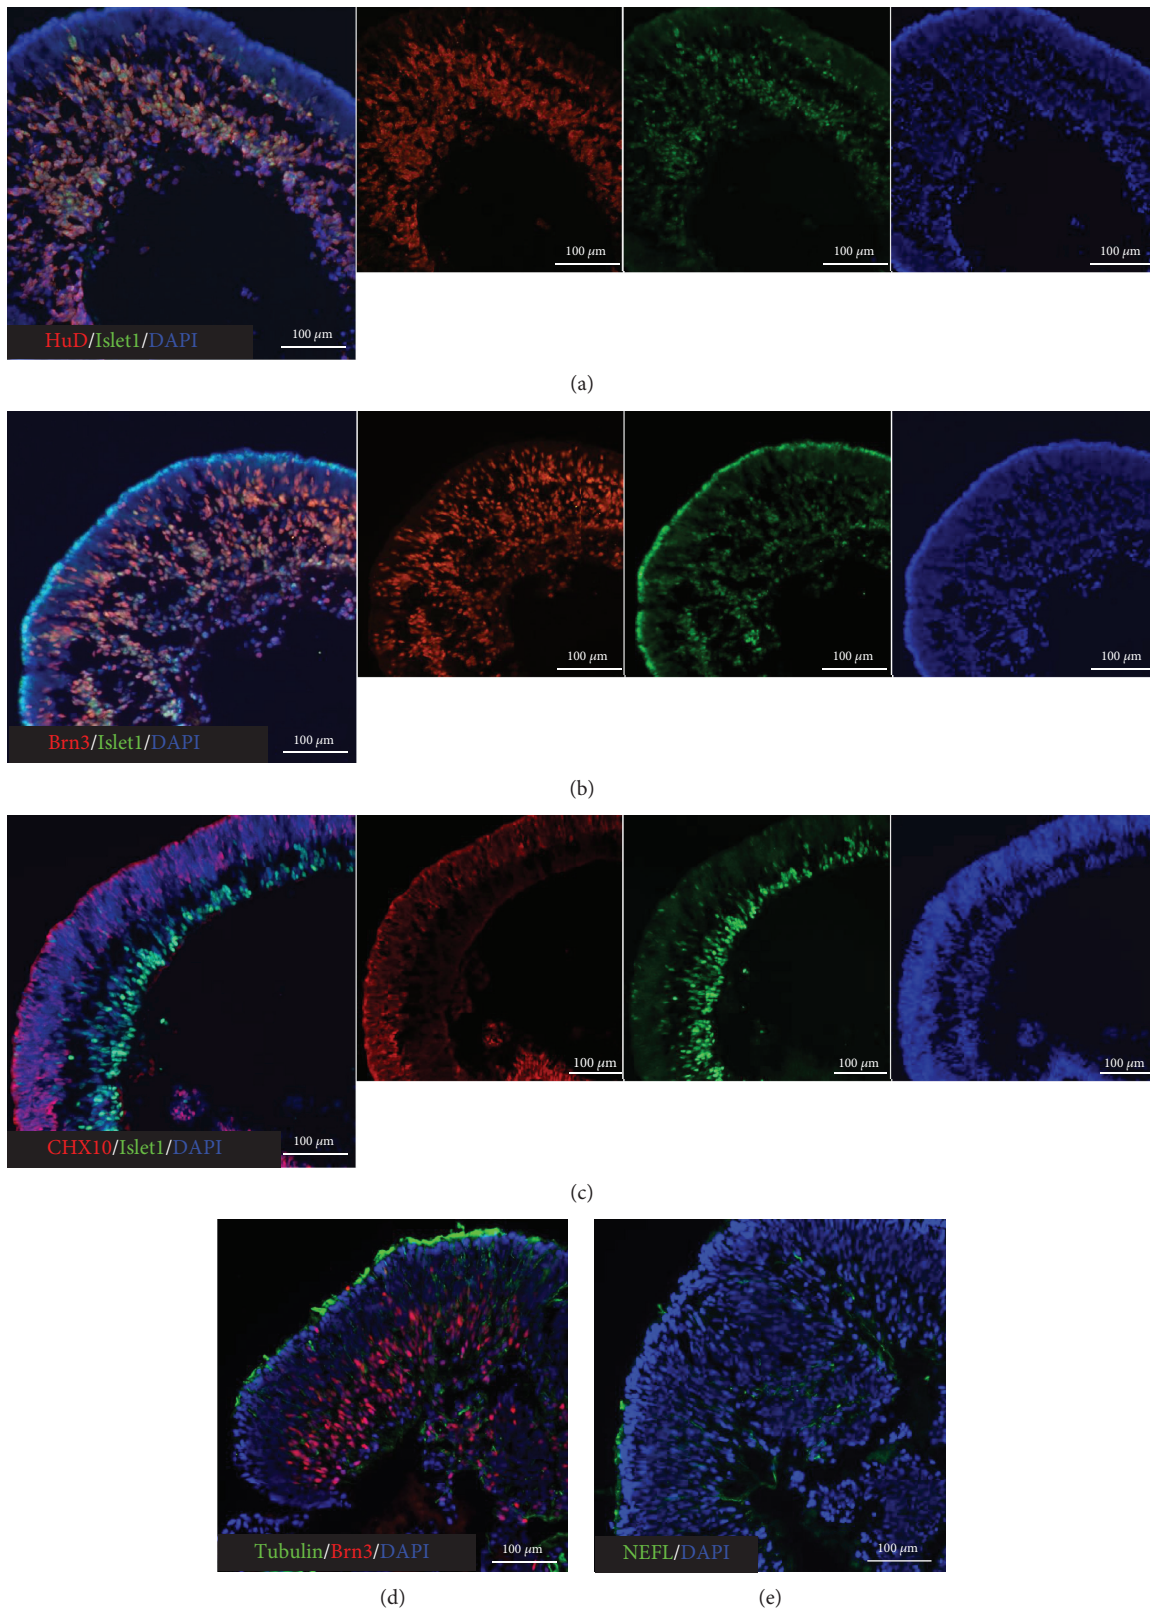 100 μm
100 μm
100 μm
HuD/Islet1/DAPI
100 μm
(a)
100 μm
100 μm
100 μm
Brn3/Islet1/DAPI
100 μm
(b)
100 μm
100 μm
100 μm
CHX10/Islet1/DAPI
100 μm
(c)
Tubulin/Brn3/DAPI
100 μm
NEFL/DAPI
100 μm
(d)
(e)